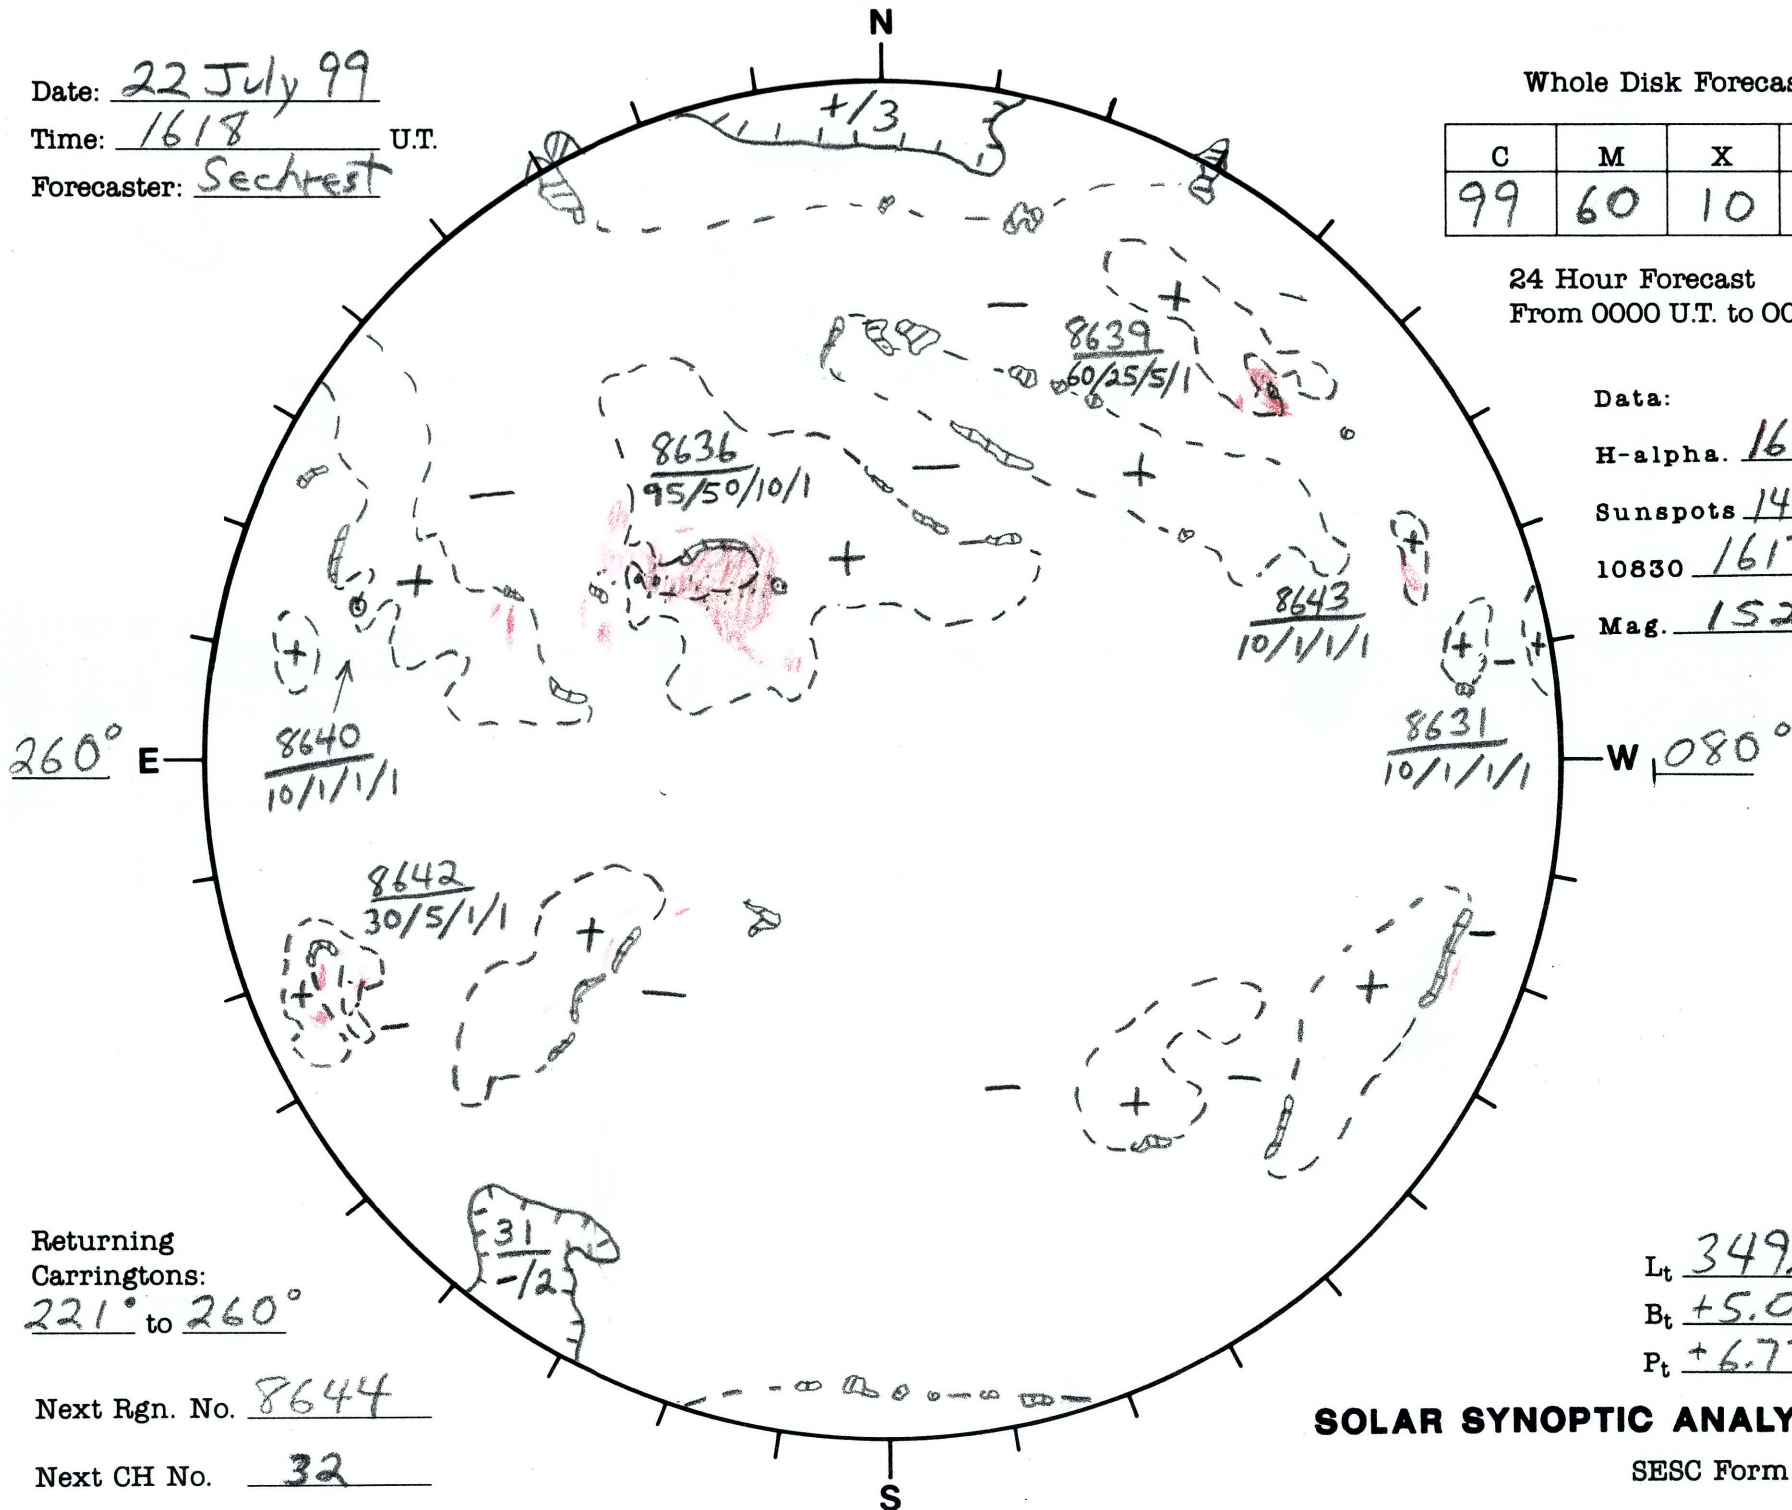 N
Date: 22 July 99
Time: 1618 U.T.
Forecaster: Sechrest
Whole Disk Forecas
C M X
99 60 10
24 Hour Forecast
From 0000 U.T. to 00
+/3
+
−
8639
60/25/5/1
Data:
H-alpha. 16
Sunspots 14
10830 161
Mag. 152
8636
95/50/10/1
−
−
+
+
+
+
8643
10/1/1/1
+
+
−
+
8640
10/1/1/1
8631
10/1/1/1
260° E
W 080°
8642
30/5/1/1
+
−
−
+
+
−
−
+
−
31
-/2
Returning
Carringtons:
221° to 260°
Next Rgn. No. 8644
Next CH No. 32
Lt 349.
Bt +5.0
Pt +6.7
SOLAR SYNOPTIC ANALY
SESC Form
S